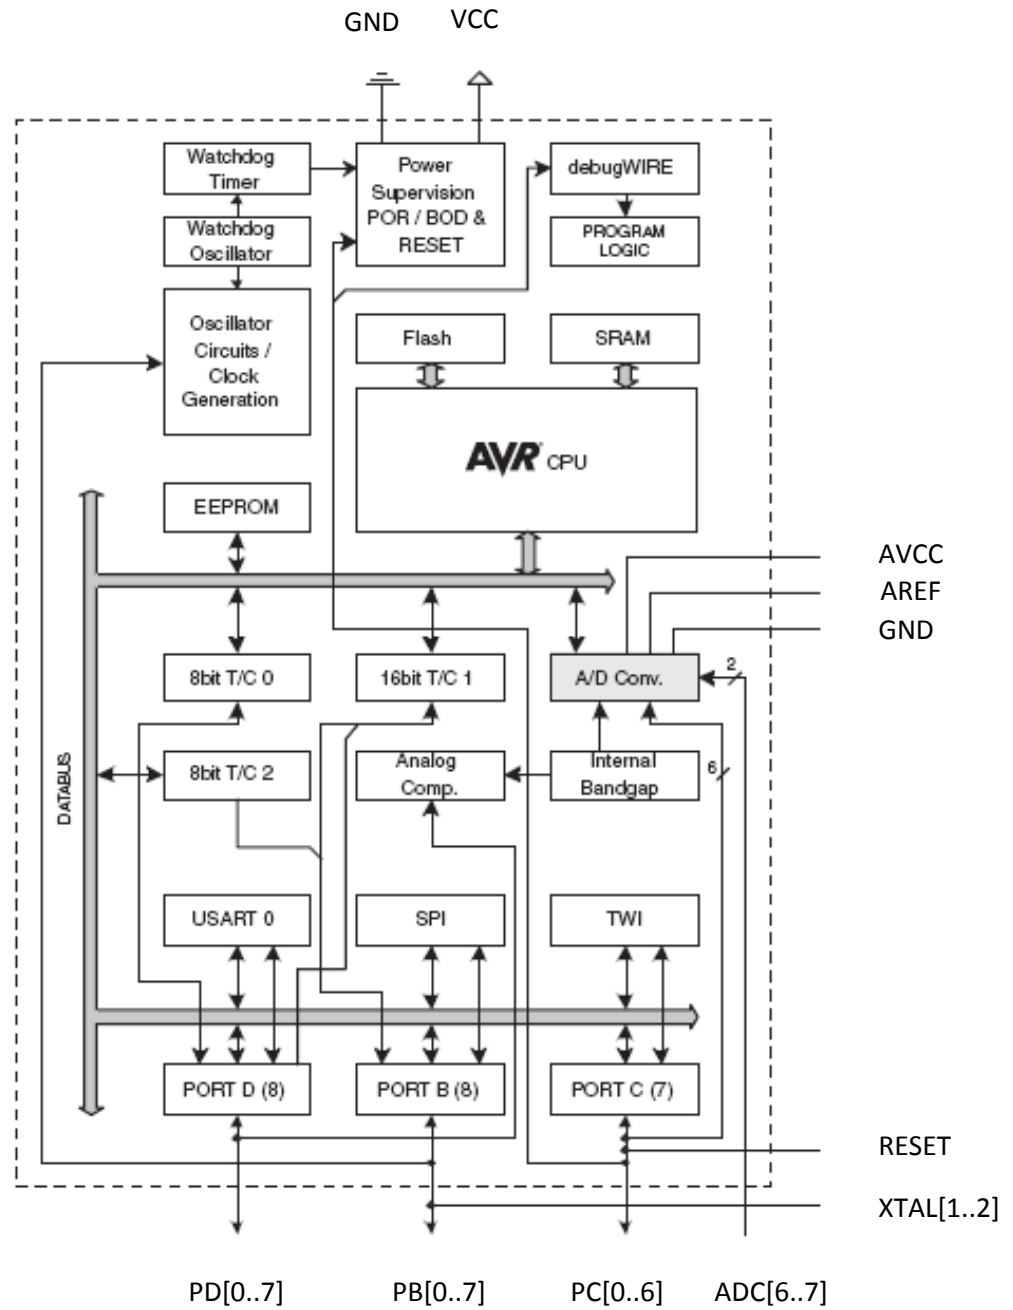 GND VCC
Watchdog
Timer
Power
Supervision
POR / BOD &
RESET
debugWIRE
Watchdog
Oscillator
PROGRAM
LOGIC
Oscillator
Circuits /
Clock
Generation
Flash
SRAM
AVR CPU
EEPROM
AVCC
AREF
GND
8bit T/C 0
16bit T/C 1
A/D Conv.
2
DATABUS
8bit T/C 2
Analog
Comp.
Internal
Bandgap
6
USART 0
SPI
TWI
PORT D (8)
PORT B (8)
PORT C (7)
RESET
XTAL[1..2]
PD[0..7] PB[0..7] PC[0..6] ADC[6..7]